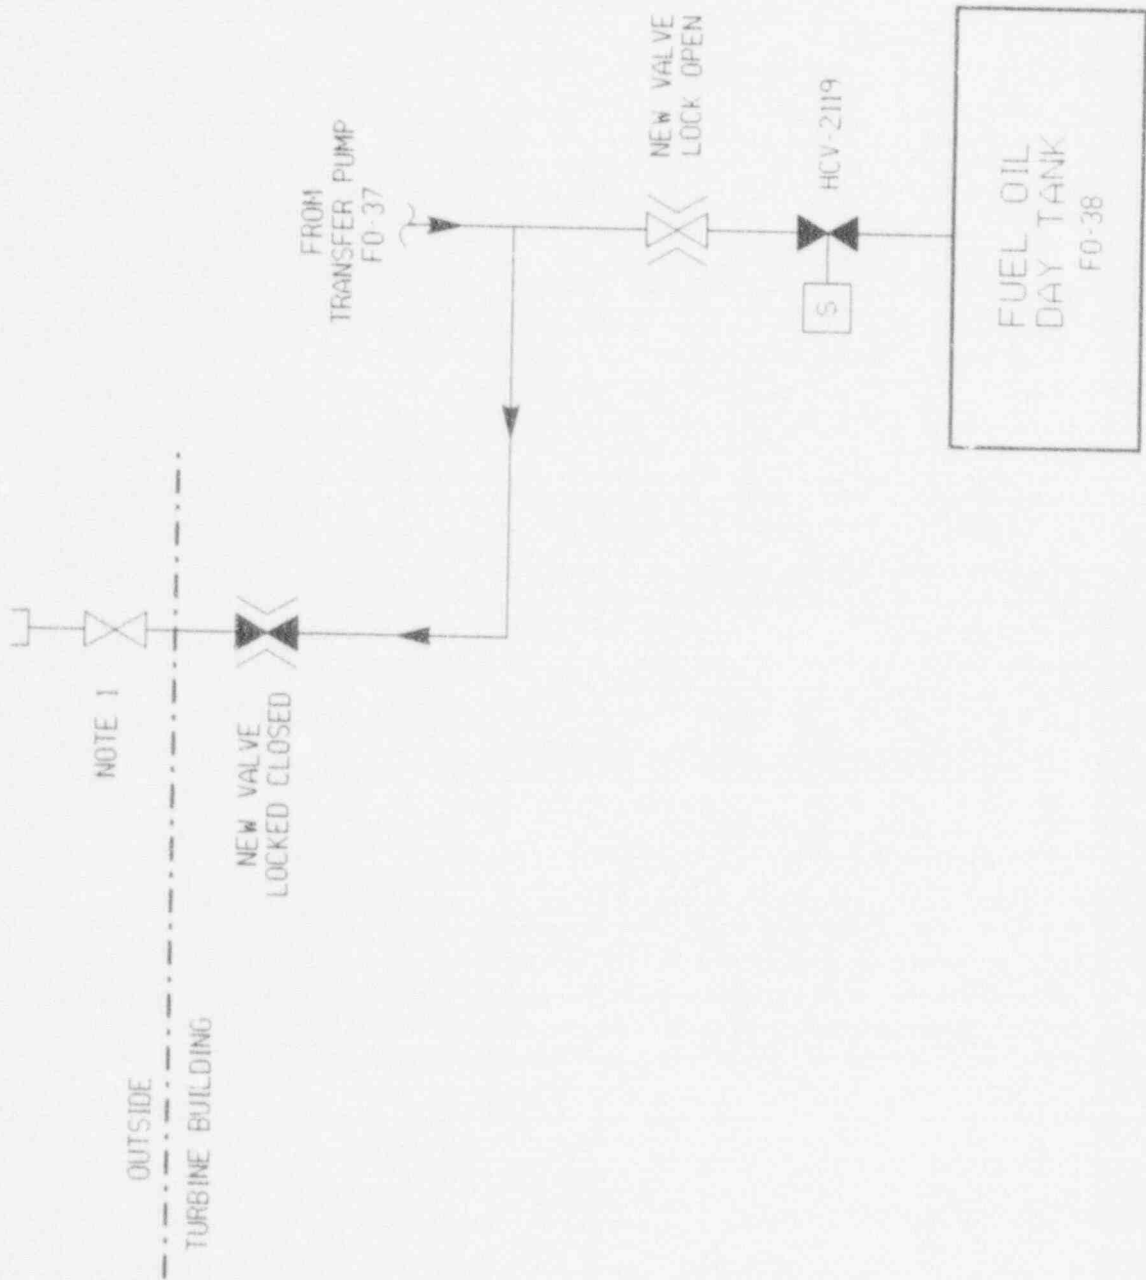 OUTSIDE
TURBINE BUILDING
NOTE 1
NEW VALVE
LOCKED CLOSED
FROM
TRANSFER PUMP
FO-37
NEW VALVE
LOCK OPEN
HCV-2119
S
FUEL OIL
DAY TANK
FO-38